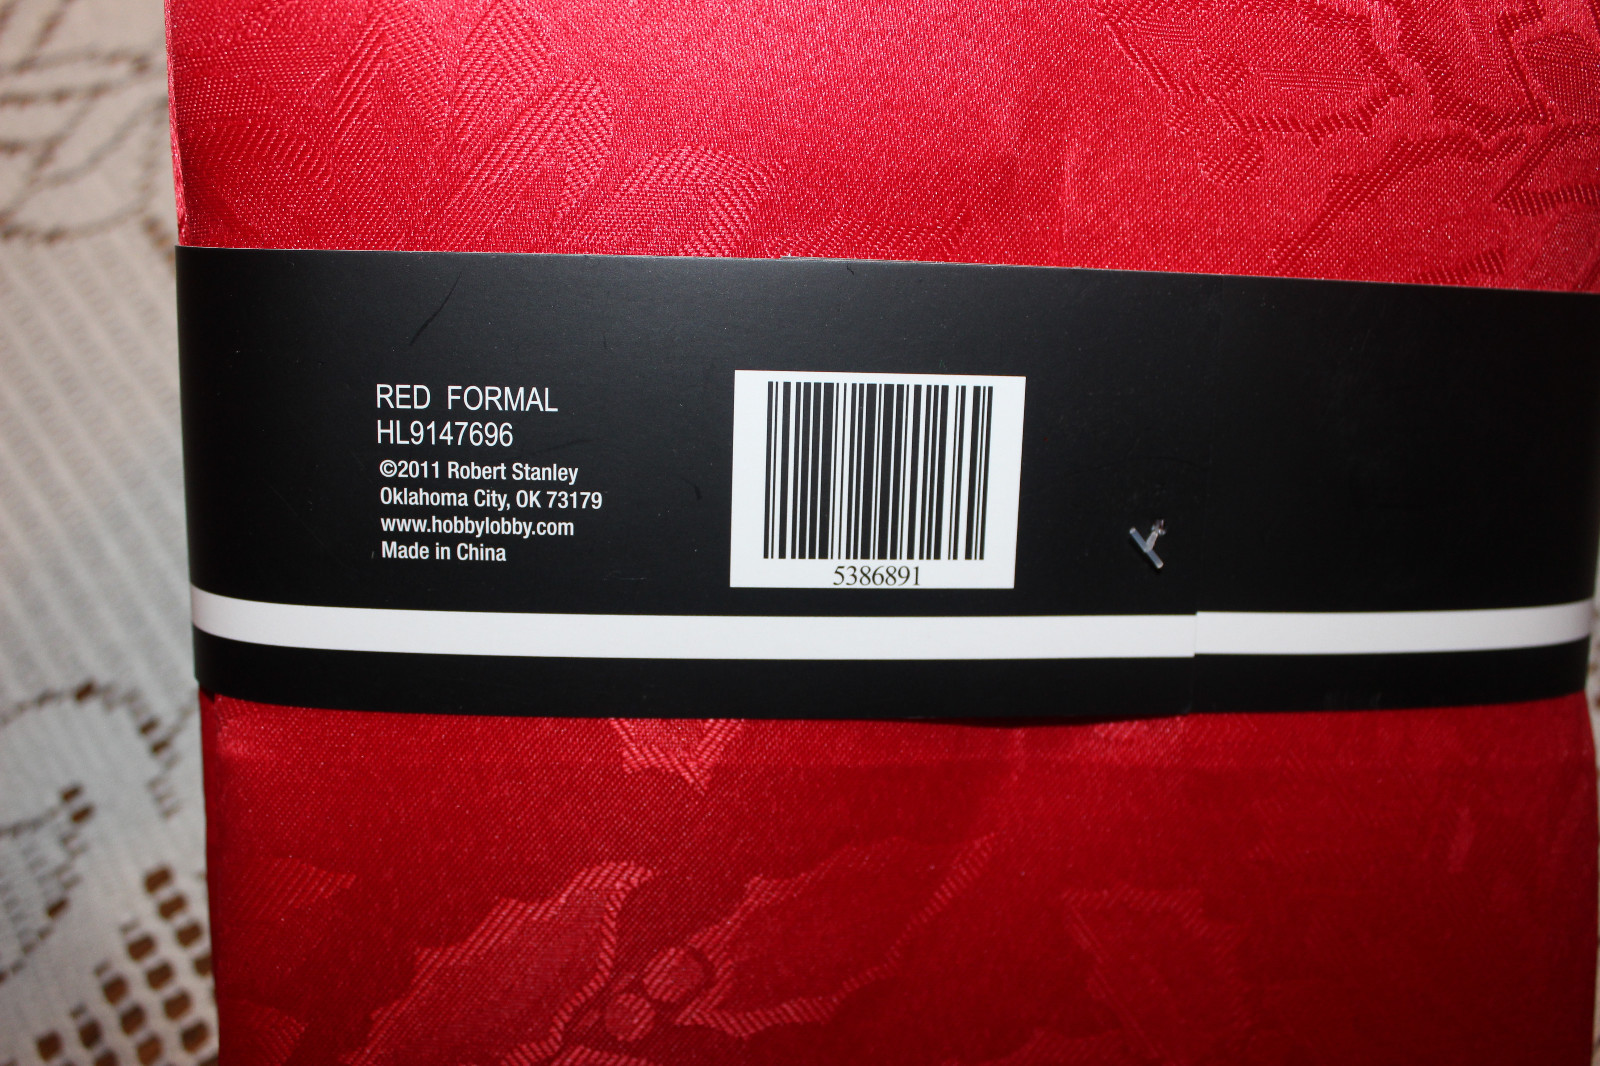 RED FORMAL
HL9147696
©2011 Robert Stanley
Oklahoma City, OK 73179
www.hobbylobby.com
Made in China
5386891